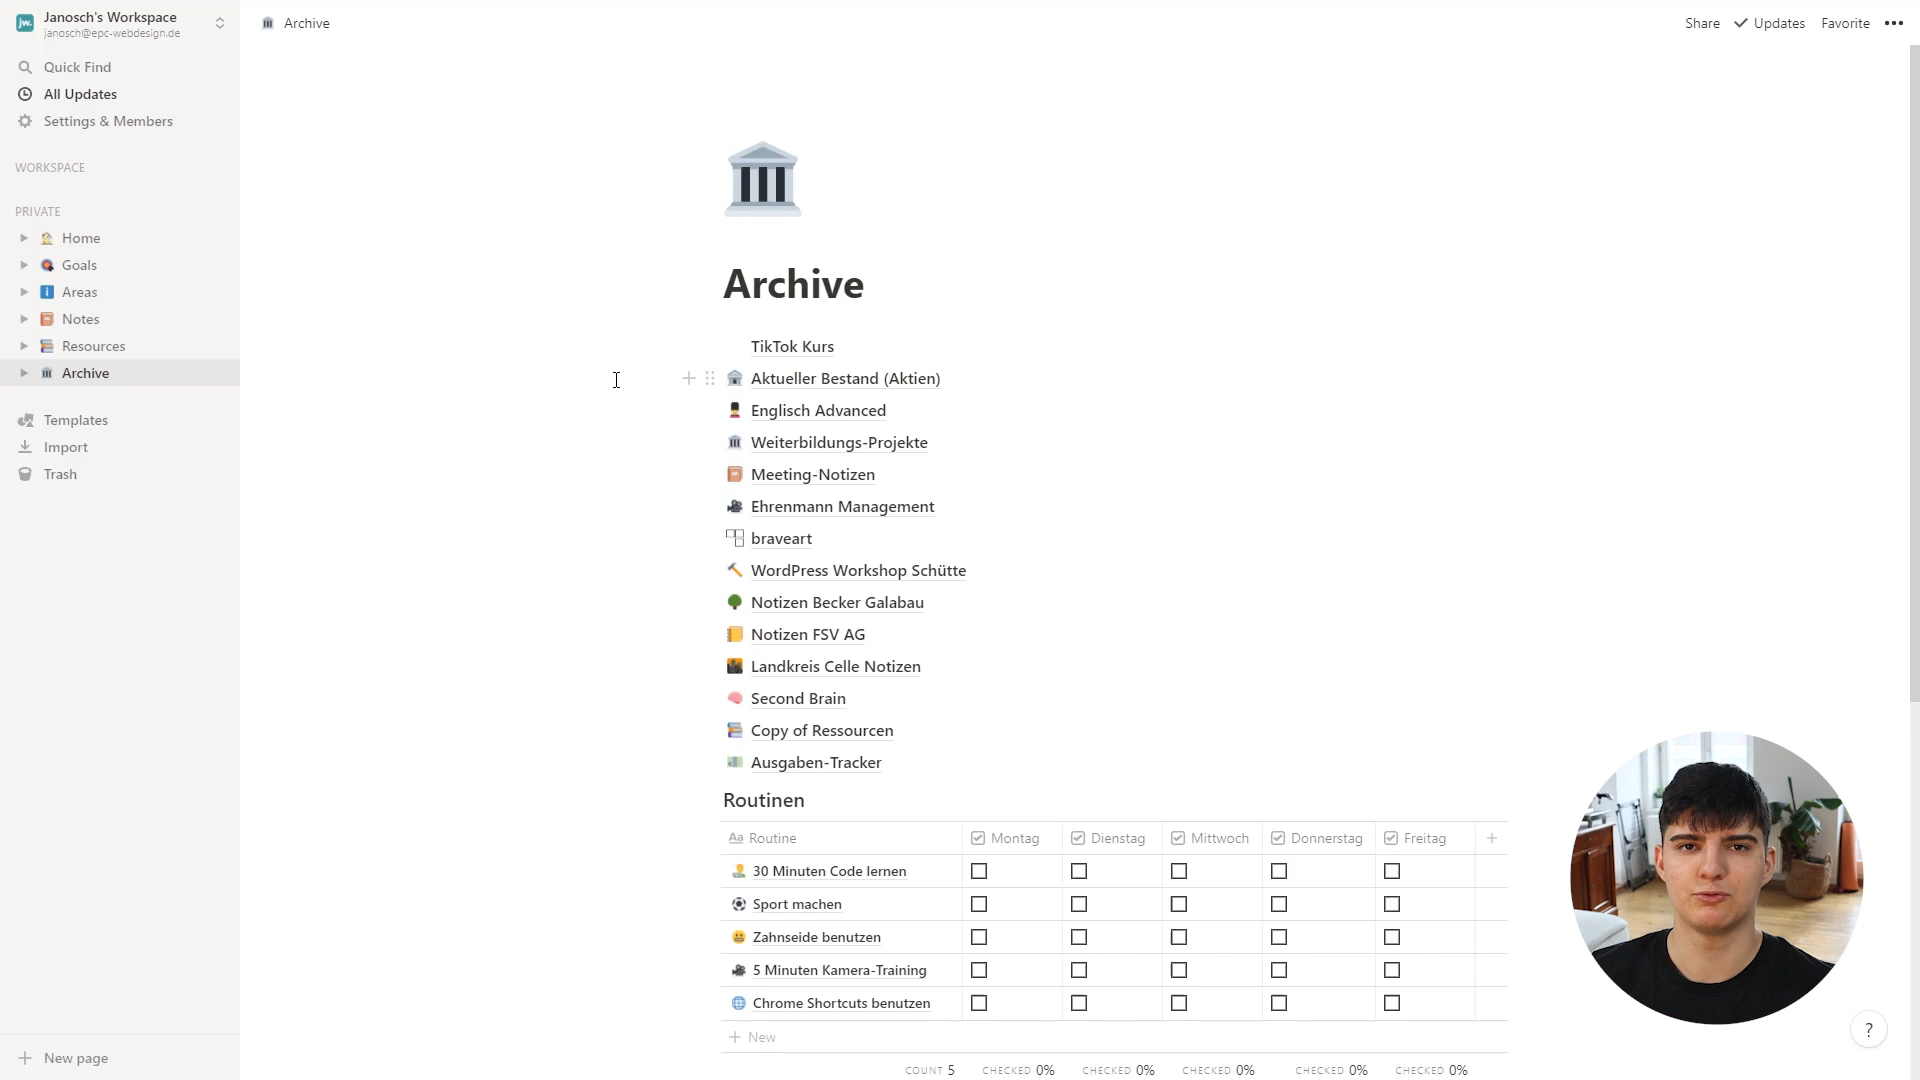 jw.
Janosch's Workspace
janosch@epc-webdesign.de
Quick Find
All Updates
Settings & Members
WORKSPACE
PRIVATE
Home
Goals
Areas
Notes
Resources
Archive
Templates
Import
Trash
New page
Archive
Share Updates Favorite
Archive
TikTok Kurs
Aktueller Bestand (Aktien)
Englisch Advanced
Weiterbildungs-Projekte
Meeting-Notizen
Ehrenmann Management
braveart
WordPress Workshop Schütte
Notizen Becker Galabau
Notizen FSV AG
Landkreis Celle Notizen
Second Brain
Copy of Ressourcen
Ausgaben-Tracker
Routinen
Aa Routine Montag Dienstag Mittwoch Donnerstag Freitag +
30 Minuten Code lernen
Sport machen
Zahnseide benutzen
5 Minuten Kamera-Training
Chrome Shortcuts benutzen
+ New
COUNT 5 CHECKED 0% CHECKED 0% CHECKED 0% CHECKED 0% CHECKED 0%
?